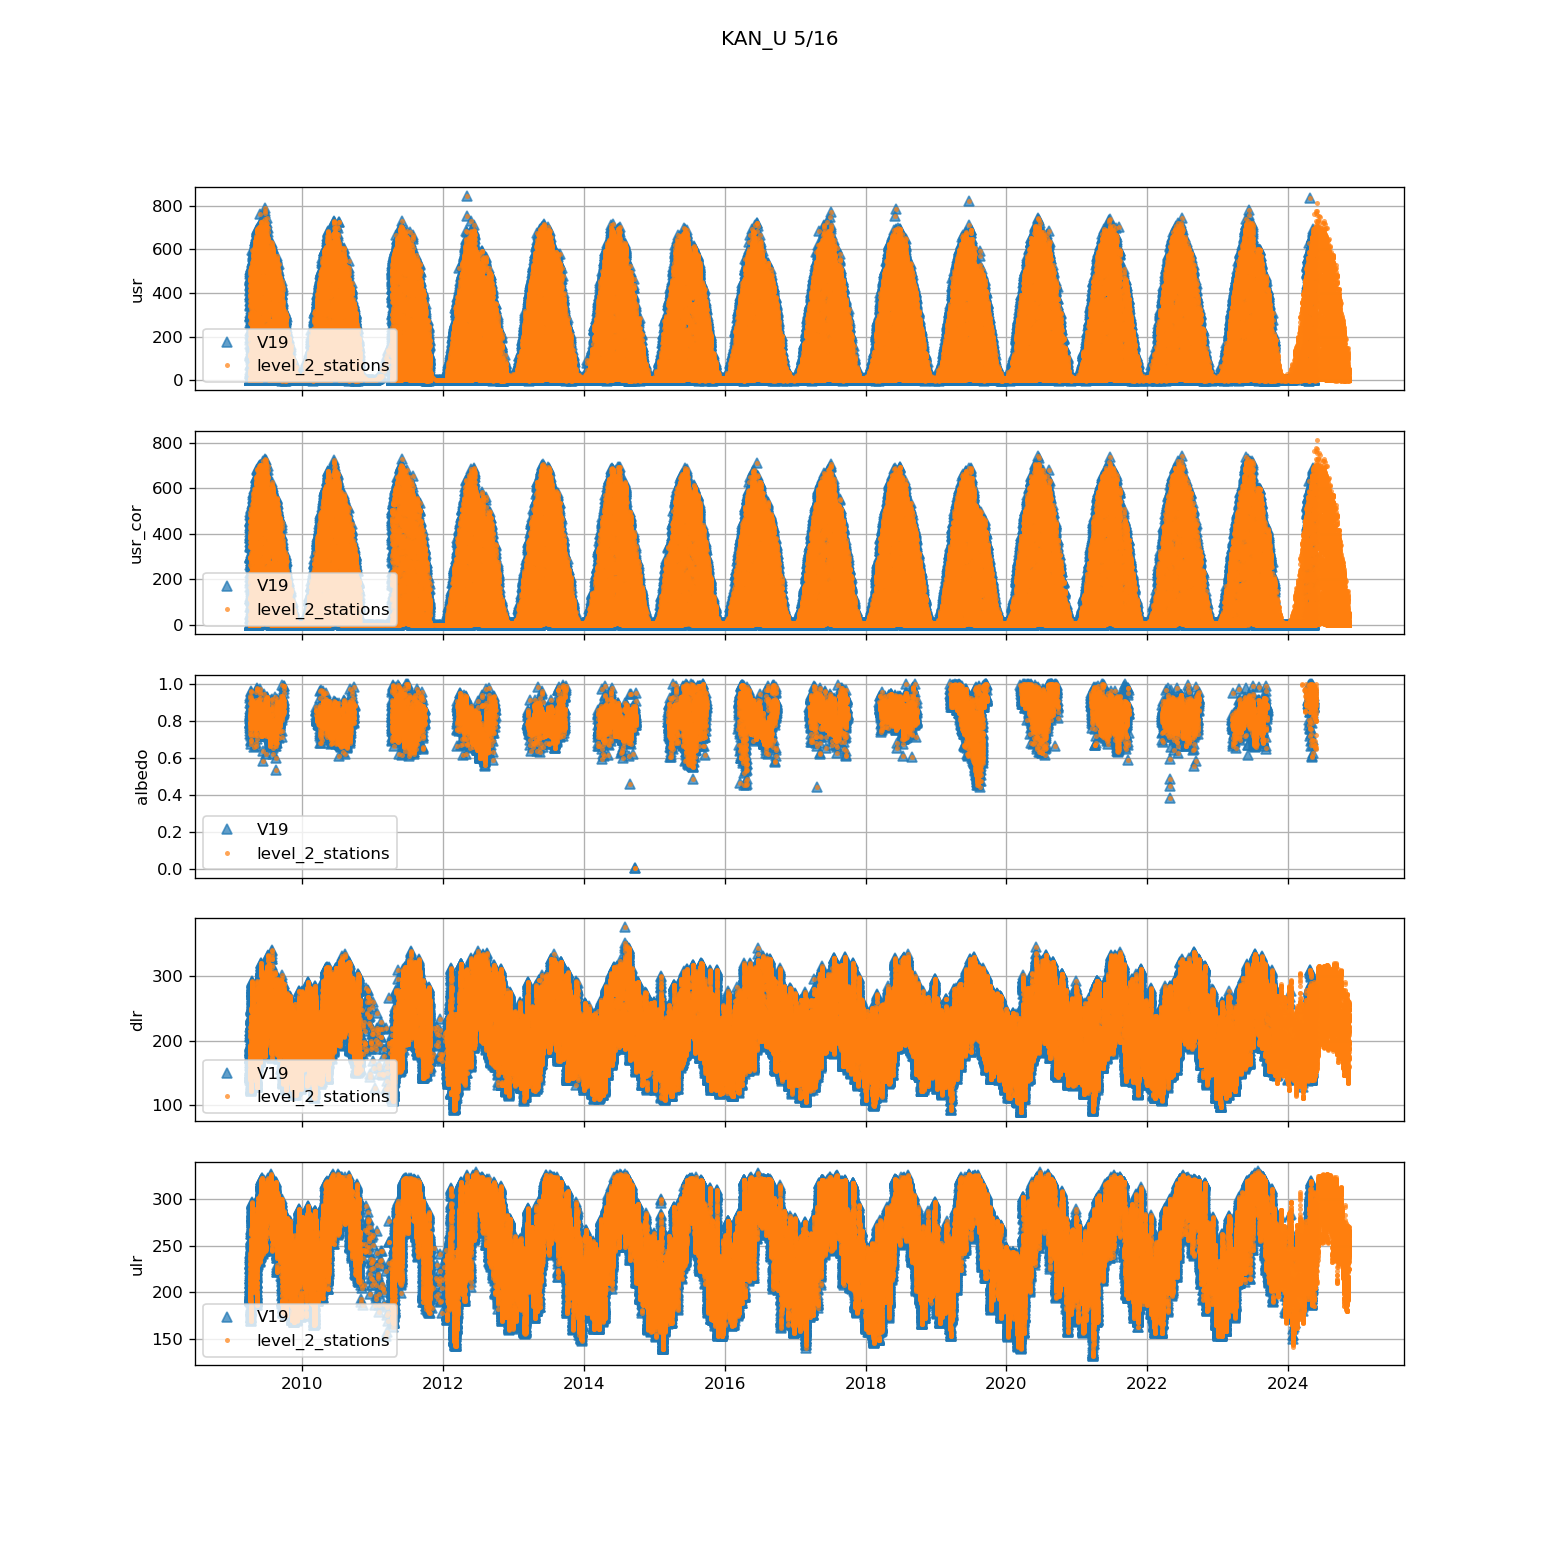 KAN_U 5/16
usr
800
600
400
200
0
V19
level_2_stations
usr_cor
800
600
400
200
0
V19
level_2_stations
albedo
1.0
0.8
0.6
0.4
0.2
0.0
V19
level_2_stations
dlr
300
200
100
V19
level_2_stations
ulr
300
250
200
150
V19
level_2_stations
2010 2012 2014 2016 2018 2020 2022 2024